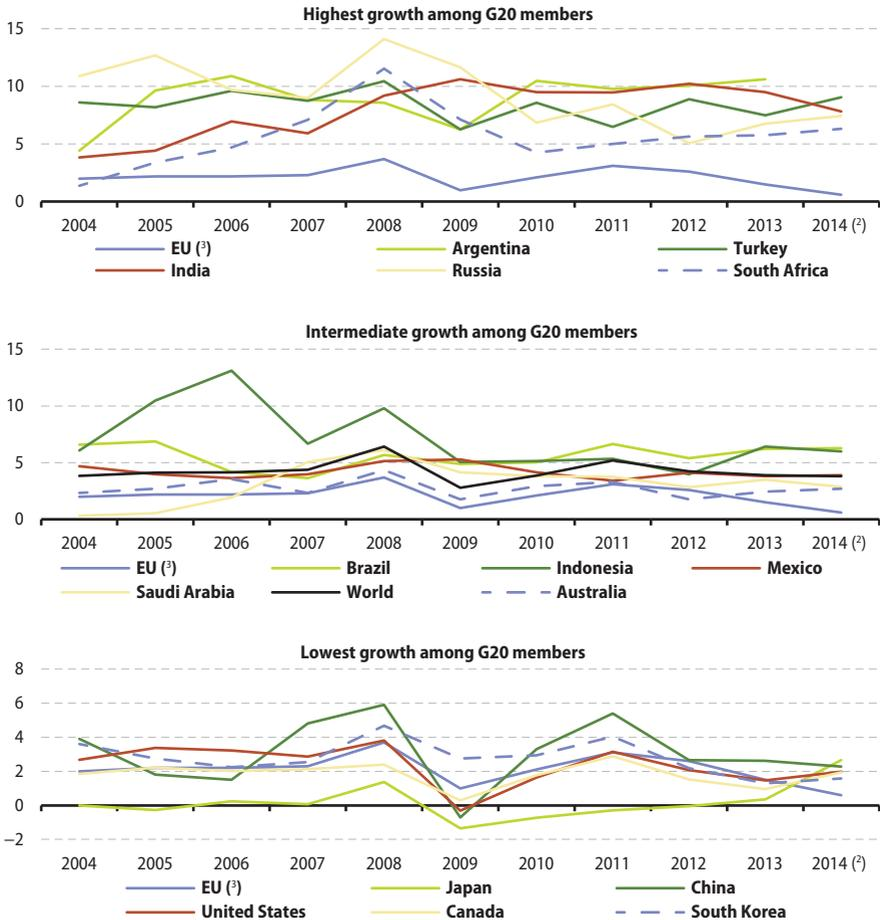 Highest growth among G20 members
15
10
5
0
2004 2005 2006 2007 2008 2009 2010 2011 2012 2013 2014 (²)
EU (³) Argentina Turkey
India Russia South Africa
Intermediate growth among G20 members
15
10
5
0
2004 2005 2006 2007 2008 2009 2010 2011 2012 2013 2014 (²)
EU (³) Brazil Indonesia Mexico
Saudi Arabia World Australia
Lowest growth among G20 members
8
6
4
2
0
−2
2004 2005 2006 2007 2008 2009 2010 2011 2012 2013 2014 (²)
EU (³) Japan China
United States Canada South Korea